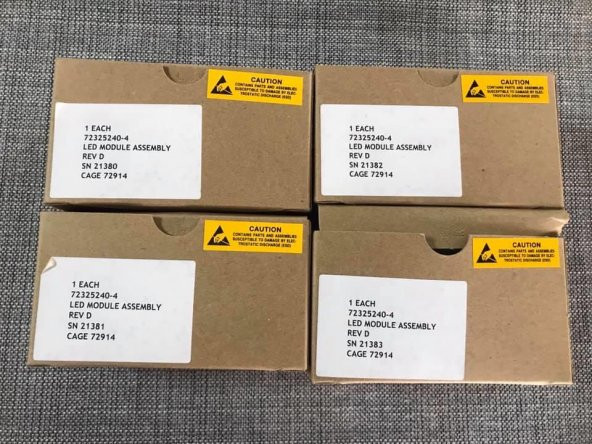 CAUTION
CONTAINS PARTS AND ASSEMBLIES
SUSCEPTIBLE TO DAMAGE BY ELEC-
TROSTATIC DISCHARGE (ESD)
1 EACH
72325240-4
LED MODULE ASSEMBLY
REV D
SN 21380
CAGE 72914
CAUTION
CONTAINS PARTS AND ASSEMBLIES
SUSCEPTIBLE TO DAMAGE BY ELEC-
TROSTATIC DISCHARGE (ESD)
1 EACH
72325240-4
LED MODULE ASSEMBLY
REV D
SN 21382
CAGE 72914
CAUTION
CONTAINS PARTS AND ASSEMBLIES
SUSCEPTIBLE TO DAMAGE BY ELEC-
TROSTATIC DISCHARGE (ESD)
1 EACH
72325240-4
LED MODULE ASSEMBLY
REV D
SN 21381
CAGE 72914
CAUTION
CONTAINS PARTS AND ASSEMBLIES
SUSCEPTIBLE TO DAMAGE BY ELEC-
TROSTATIC DISCHARGE (ESD)
1 EACH
72325240-4
LED MODULE ASSEMBLY
REV D
SN 21383
CAGE 72914